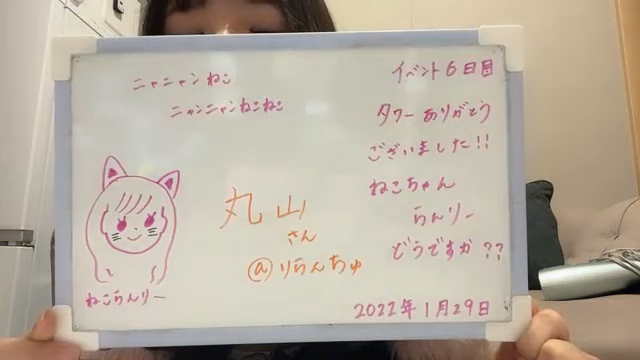 ニャニャンねこ
ニャンニャンねこねこ
ねこらんりー
丸山
さん
@りらんちゅ
イベント6日目
タワーありがとう
ございました!!
ねこちゃん
らんりー
どうですか??
2022年1月29日